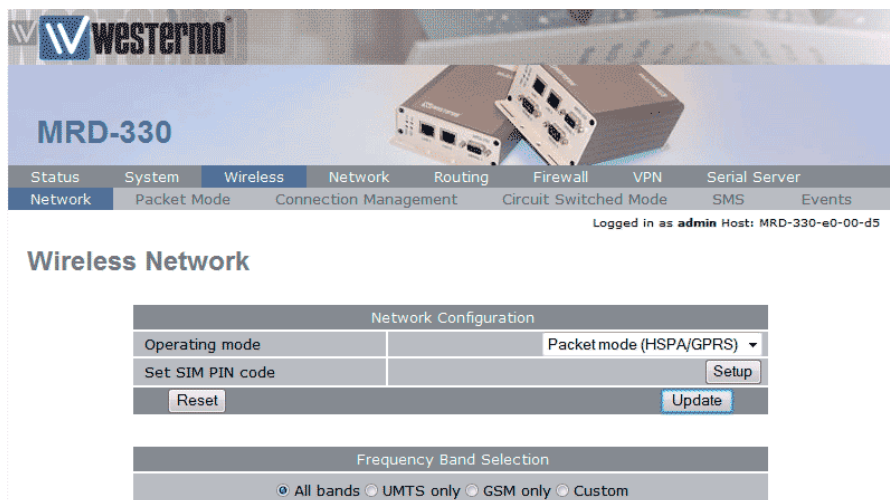 westermo
MRD-330
Status System Wireless Network Routing Firewall VPN Serial Server
Network Packet Mode Connection Management Circuit Switched Mode SMS Events
Logged in as admin Host: MRD-330-e0-00-d5
Wireless Network
Network Configuration
Operating mode Packet mode (HSPA/GPRS)
Set SIM PIN code Setup
Reset Update
Frequency Band Selection
All bands UMTS only GSM only Custom